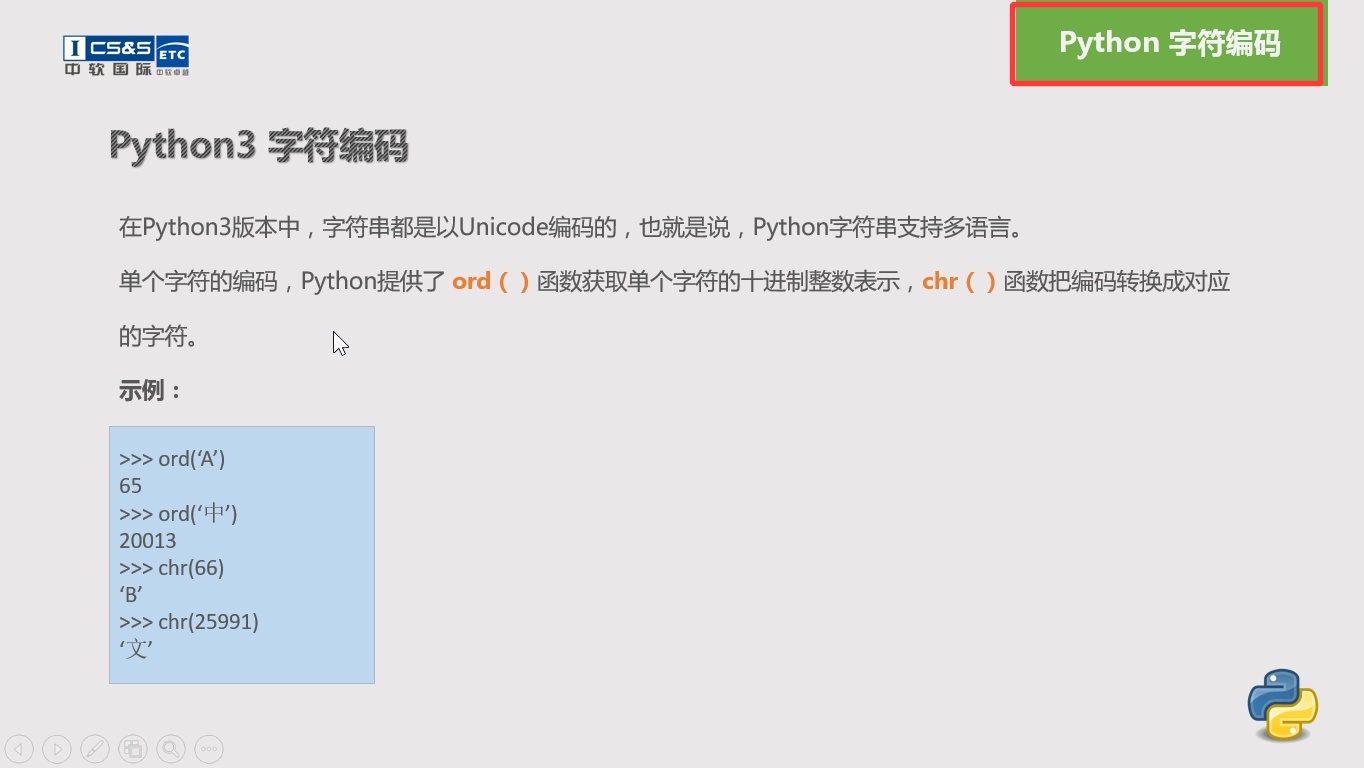 I CS&S ETC
中软国际 中软卓越
Python 字符编码
Python3 字符编码
在Python3版本中，字符串都是以Unicode编码的，也就是说，Python字符串支持多语言。
单个字符的编码，Python提供了 ord（ ）函数获取单个字符的十进制整数表示，chr（ ）函数把编码转换成对应
的字符。
示例：
>>> ord(‘A’)
65
>>> ord(‘中’)
20013
>>> chr(66)
‘B’
>>> chr(25991)
‘文’